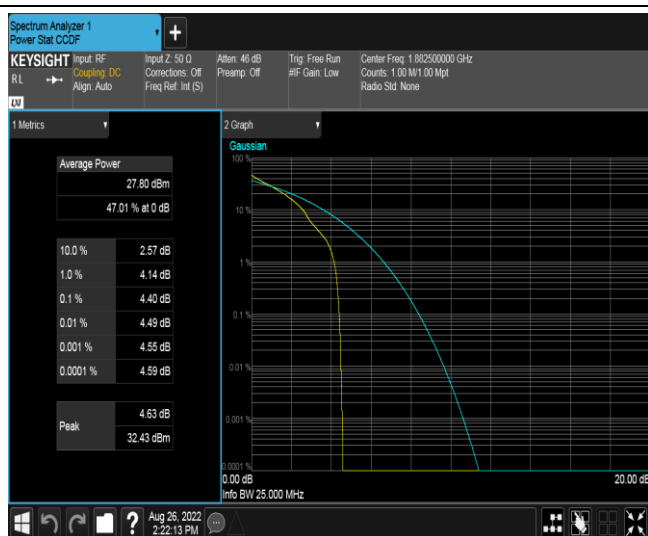 Spectrum Analyzer 1
Power Stat CCDF
+
KEYSIGHT
RL
LXI
Input: RF
Coupling: DC
Align: Auto
Input Z: 50 Ω
Corrections: Off
Freq Ref: Int (S)
Atten: 46 dB
Preamp: Off
Trig: Free Run
#IF Gain: Low
Center Freq: 1.882500000 GHz
Counts: 1.00 M/1.00 Mpt
Radio Std: None
1 Metrics
Average Power
27.80 dBm
47.01 % at 0 dB
10.0 % 2.57 dB
1.0 % 4.14 dB
0.1 % 4.40 dB
0.01 % 4.49 dB
0.001 % 4.55 dB
0.0001 % 4.59 dB
Peak
4.63 dB
32.43 dBm
2 Graph
Gaussian
100 %
10 %
1 %
0.1 %
0.01 %
0.001 %
0.0001 %
0.00 dB
20.00 dB
Info BW 25.000 MHz
?
Aug 26, 2022
2:22:13 PM